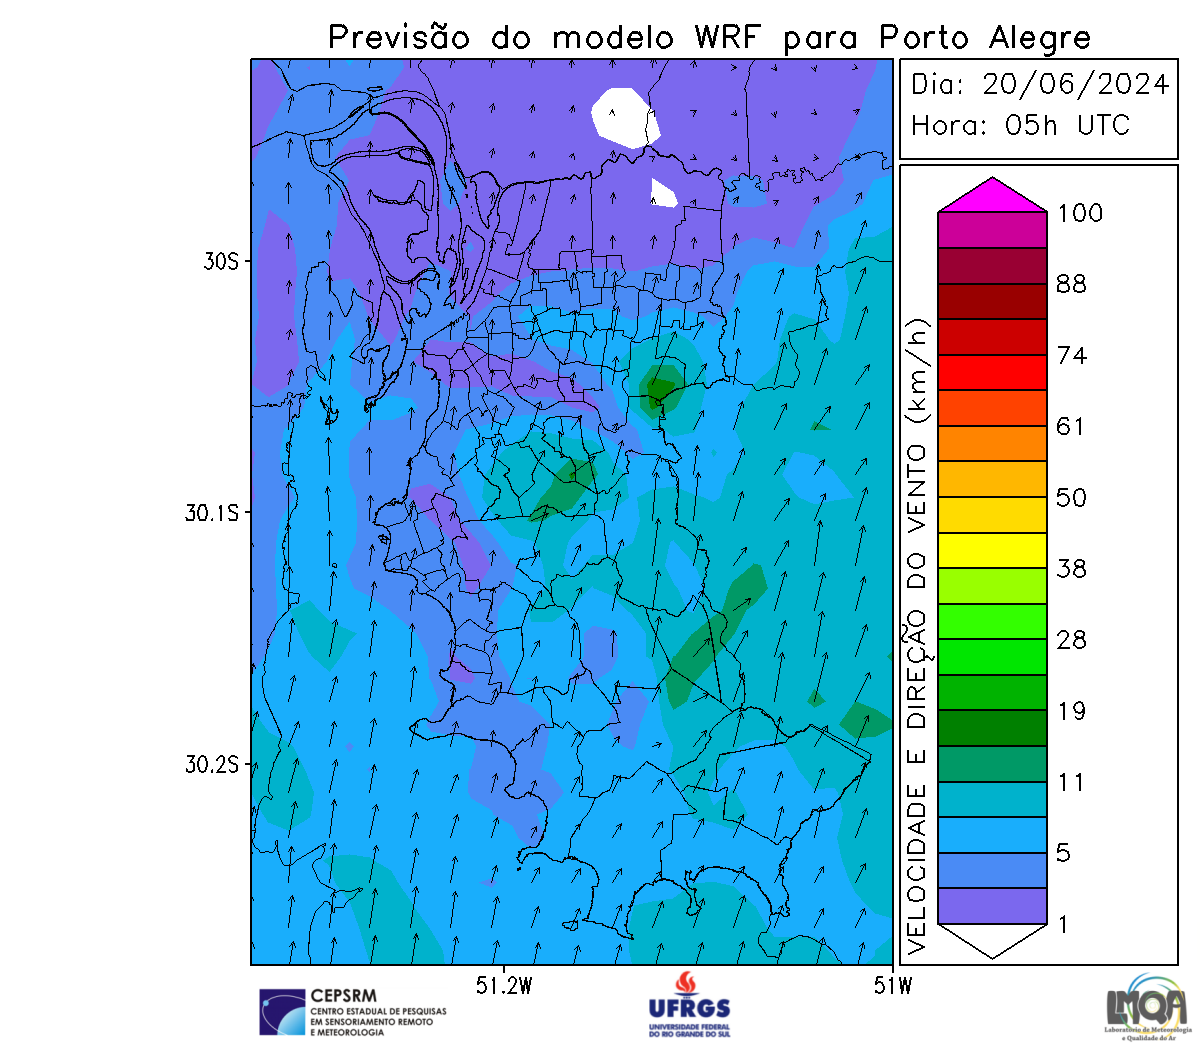 Previsão do modelo WRF para Porto Alegre
Dia: 20/06/2024
Hora: 05h UTC
100
88
74
61
50
38
28
19
11
5
1
VELOCIDADE E DIREÇÃO DO VENTO (km/h)
30S
30.1S
30.2S
51.2W
51W
CEPSRM
CENTRO ESTADUAL DE PESQUISAS
EM SENSORIAMENTO REMOTO
E METEOROLOGIA
UFRGS
UNIVERSIDADE FEDERAL
DO RIO GRANDE DO SUL
LMQA
Laboratório de Meteorologia
e Qualidade do Ar